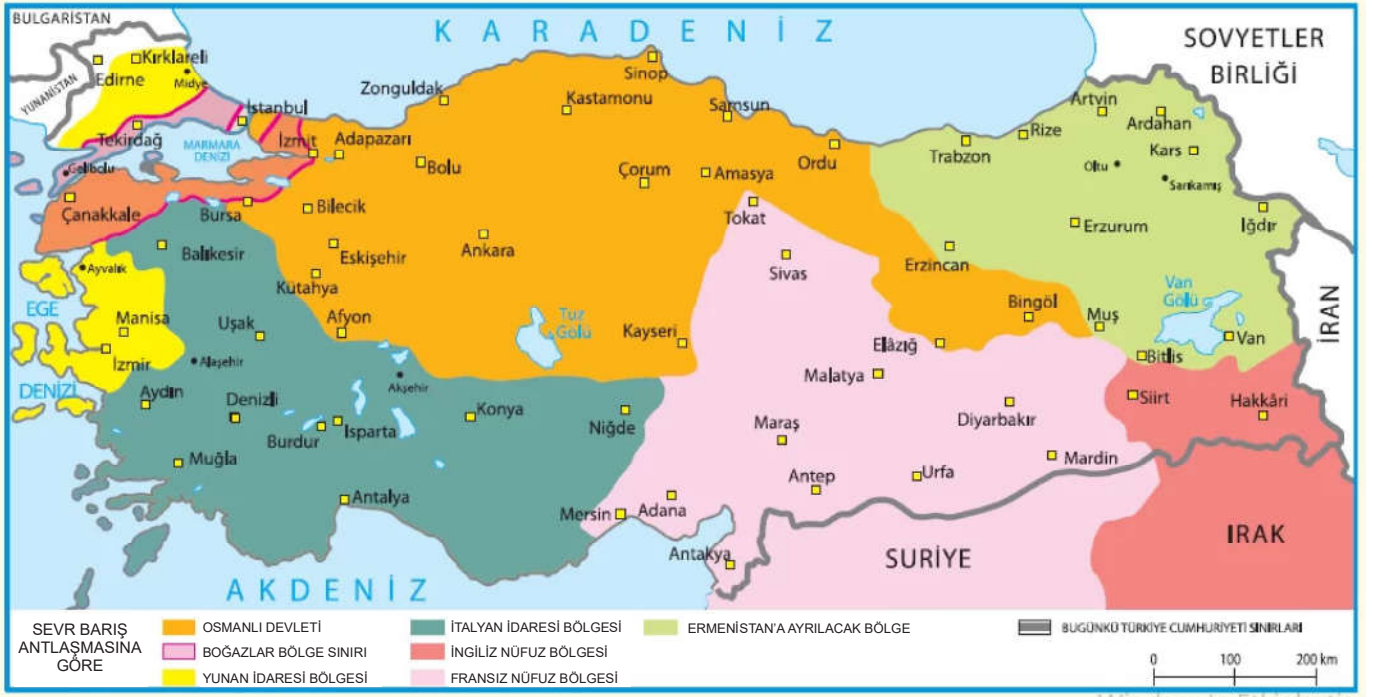 BULGARİSTAN
KARADENİZ
SOVYETLER
BİRLİĞİ
YUNANİSTAN
Kırklareli
Edirne
Midye
İstanbul
Tekirdağ
MARMARA
DENİZİ
İzmit
Adapazarı
Gelibolu
Çanakkale
Bursa
Zonguldak
Bolu
Bilecik
Kastamonu
Sinop
Samsun
Çorum
Amasya
Ordu
Tokat
Trabzon
Rize
Artvin
Ardahan
Kars
Oltu
Sarıkamış
Iğdır
Erzurum
Erzincan
Balıkesir
Eskişehir
Ankara
Kütahya
Sivas
Bingöl
Muş
Van
Gölü
Van
Bitlis
İRAN
Ayvalık
EGE
DENİZİ
Manisa
İzmir
Uşak
Afyon
Alaşehir
Akşehir
Tuz
Gölü
Kayseri
Elâzığ
Malatya
Aydın
Denizli
Burdur
Isparta
Konya
Niğde
Maraş
Diyarbakır
Siirt
Hakkâri
Muğla
Antalya
Mersin
Adana
Antep
Urfa
Mardin
Antakya
AKDENİZ
SURİYE
IRAK
SEVR BARIŞ
ANTLAŞMASINA
GÖRE
OSMANLI DEVLETİ
BOĞAZLAR BÖLGE SINIRI
YUNAN İDARESİ BÖLGESİ
İTALYAN İDARESİ BÖLGESİ
İNGİLİZ NÜFUZ BÖLGESİ
FRANSIZ NÜFUZ BÖLGESİ
ERMENİSTAN'A AYRILACAK BÖLGE
BUGÜNKÜ TÜRKİYE CUMHURİYETİ SINIRLARI
0 100 200 km